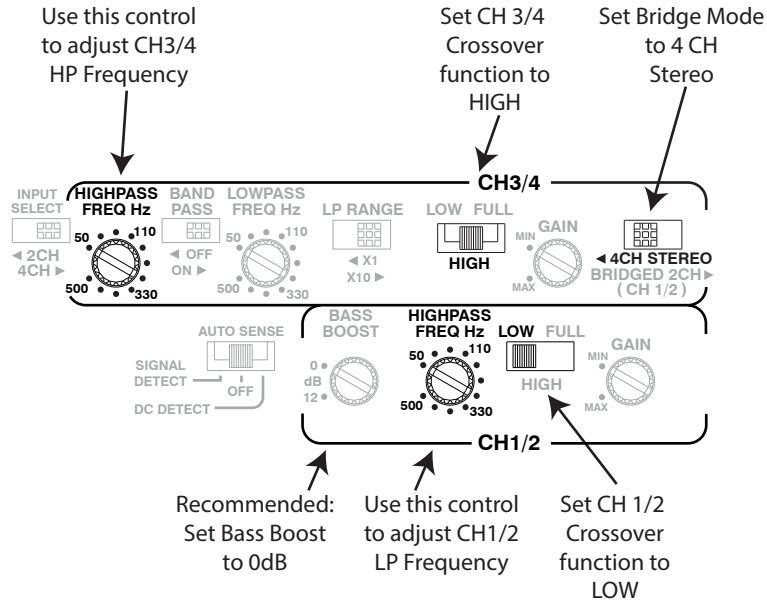 Use this control
to adjust CH3/4
HP Frequency
Set CH 3/4
Crossover
function to
HIGH
Set Bridge Mode
to 4 CH
Stereo
CH3/4
INPUT
SELECT
◄ 2CH
4CH ►
HIGHPASS
FREQ Hz
50
110
500
330
BAND
PASS
◄ OFF
ON ►
LOWPASS
FREQ Hz
50
110
500
330
LP RANGE
◄ X1
X10 ►
LOW FULL
HIGH
GAIN
MIN
MAX
◄ 4CH STEREO
BRIDGED 2CH►
( CH 1/2 )
AUTO SENSE
SIGNAL
DETECT
OFF
DC DETECT
BASS
BOOST
0
dB
12
HIGHPASS
FREQ Hz
50
110
500
330
LOW FULL
HIGH
GAIN
MIN
MAX
CH1/2
Recommended:
Set Bass Boost
to 0dB
Use this control
to adjust CH1/2
LP Frequency
Set CH 1/2
Crossover
function to
LOW